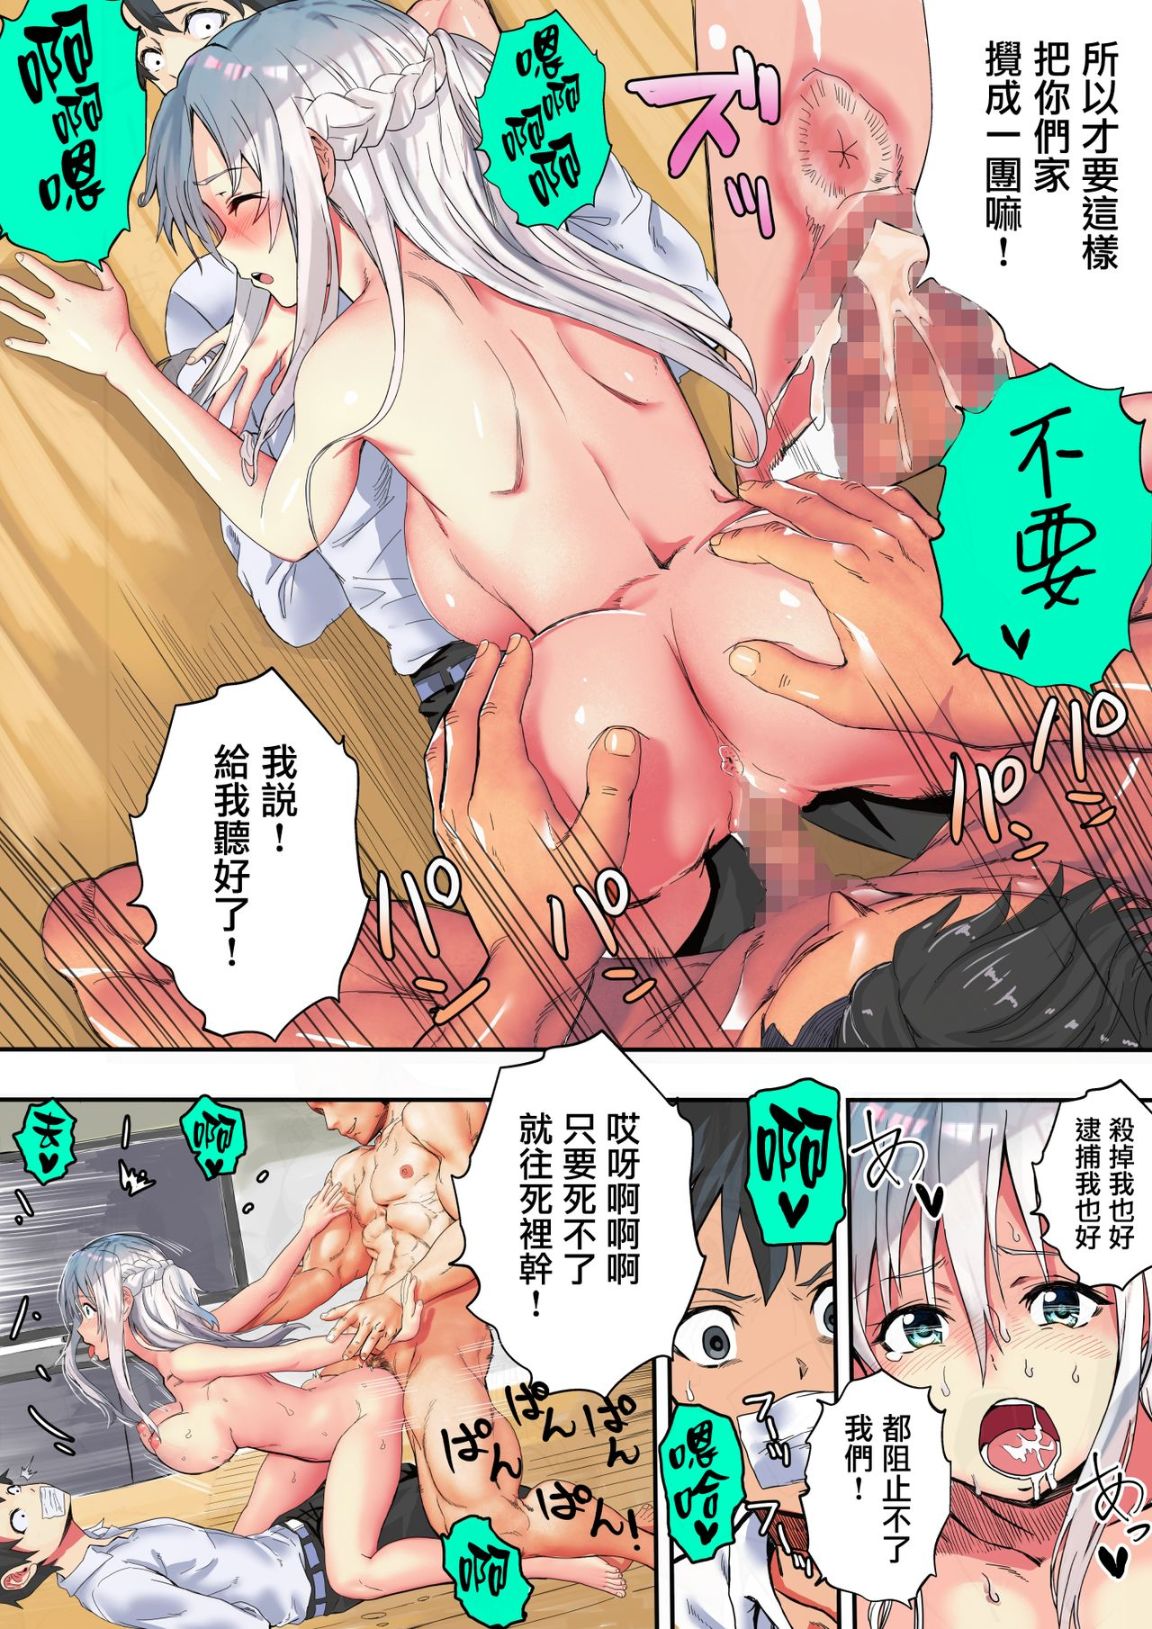 所以才要這樣
把你們家
攪成一團嘛！
ズ
ズ
嗯
啊啊
啊啊
啊啊
啊啊
嗯
不要♥
我説！
給我聽好了！
パン
パン
パン
パン
殺掉我也好
逮捕我也好
あ♥
あっ♥
都阻止不了
我們！
啊♥
嗯哈♥
哎呀啊啊啊
只要死不了
就往死裡幹！
啊♥
去♥
ぱん
ぱん
ぱん
ぱん！
啊♥